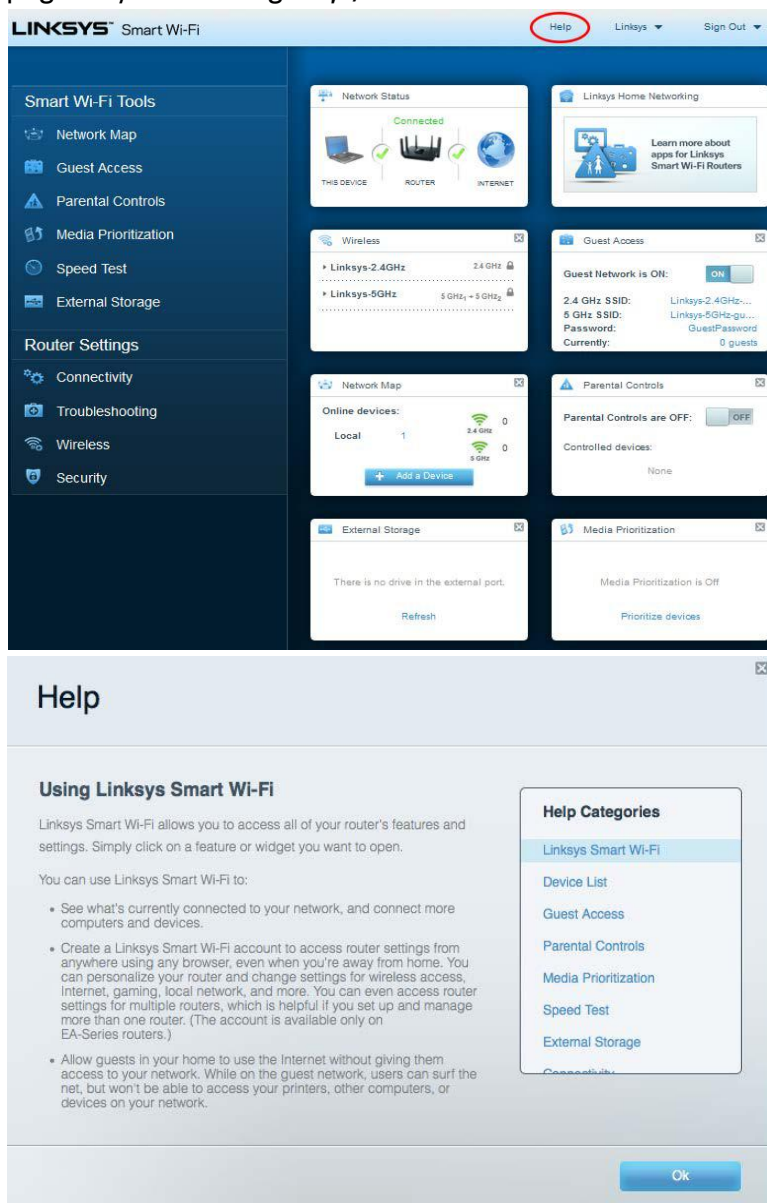 LINKSYS™ Smart Wi-Fi
Help
Linksys
Sign Out
Smart Wi-Fi Tools
Network Map
Guest Access
Parental Controls
Media Prioritization
Speed Test
External Storage
Router Settings
Connectivity
Troubleshooting
Wireless
Security
Network Status
Connected
THIS DEVICE
ROUTER
INTERNET
Linksys Home Networking
Learn more about
apps for Linksys
Smart Wi-Fi Routers
Wireless
Linksys-2.4GHz 2.4 GHz
Linksys-5GHz 5 GHz1 + 5 GHz2
Guest Access
Guest Network is ON: ON
2.4 GHz SSID: Linksys-2.4GHz-...
5 GHz SSID: Linksys-5GHz-gu...
Password: GuestPassword
Currently: 0 guests
Network Map
Online devices:
Local 1
0
2.4 GHz
0
5 GHz
+ Add a Device
Parental Controls
Parental Controls are OFF: OFF
Controlled devices:
None
External Storage
There is no drive in the external port.
Refresh
Media Prioritization
Media Prioritization is Off
Prioritize devices
Help
Using Linksys Smart Wi-Fi
Linksys Smart Wi-Fi allows you to access all of your router's features and
settings. Simply click on a feature or widget you want to open.
You can use Linksys Smart Wi-Fi to:
• See what's currently connected to your network, and connect more
computers and devices.
• Create a Linksys Smart Wi-Fi account to access router settings from
anywhere using any browser, even when you're away from home. You
can personalize your router and change settings for wireless access,
Internet, gaming, local network, and more. You can even access router
settings for multiple routers, which is helpful if you set up and manage
more than one router. (The account is available only on
EA-Series routers.)
• Allow guests in your home to use the Internet without giving them
access to your network. While on the guest network, users can surf the
net, but won't be able to access your printers, other computers, or
devices on your network.
Help Categories
Linksys Smart Wi-Fi
Device List
Guest Access
Parental Controls
Media Prioritization
Speed Test
External Storage
Connectivity
Ok